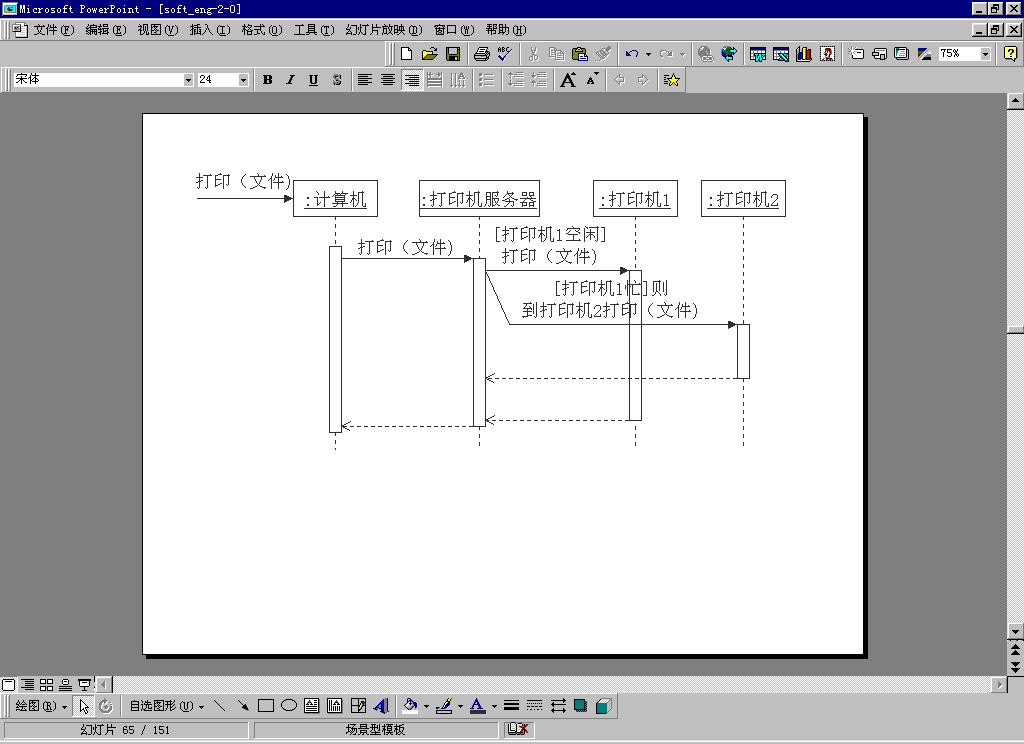 Microsoft PowerPoint - [soft_eng-2-0]
文件(F) 编辑(E) 视图(V) 插入(I) 格式(O) 工具(T) 幻灯片放映(D) 窗口(W) 帮助(H)
75%
宋体 24 B I U S A A
打印（文件)
:计算机 :打印机服务器 :打印机1 :打印机2
[打印机1空闲]
打印（文件) 打印（文件)
[打印机1忙]则
到打印机2打印（文件)
绘图(R) 自选图形(U)
幻灯片 65 / 151 场景型模板